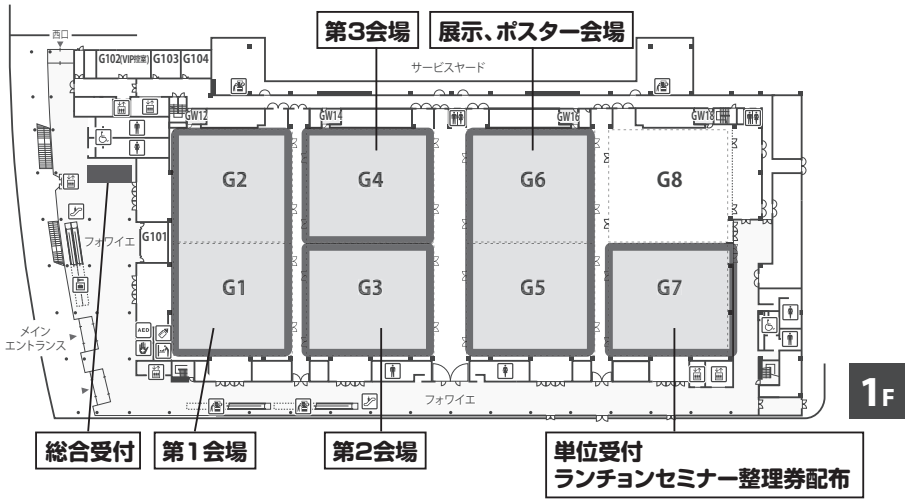 第3会場
展示、ポスター会場
西口
G102(VIP控室)
G103
G104
サービスヤード
GW12
GW14
GW16
GW18
G2
G4
G6
G8
フォワイエ
G101
G1
G3
G5
G7
AED
メイン
エントランス
フォワイエ
1F
総合受付
第1会場
第2会場
単位受付
ランチョンセミナー整理券配布